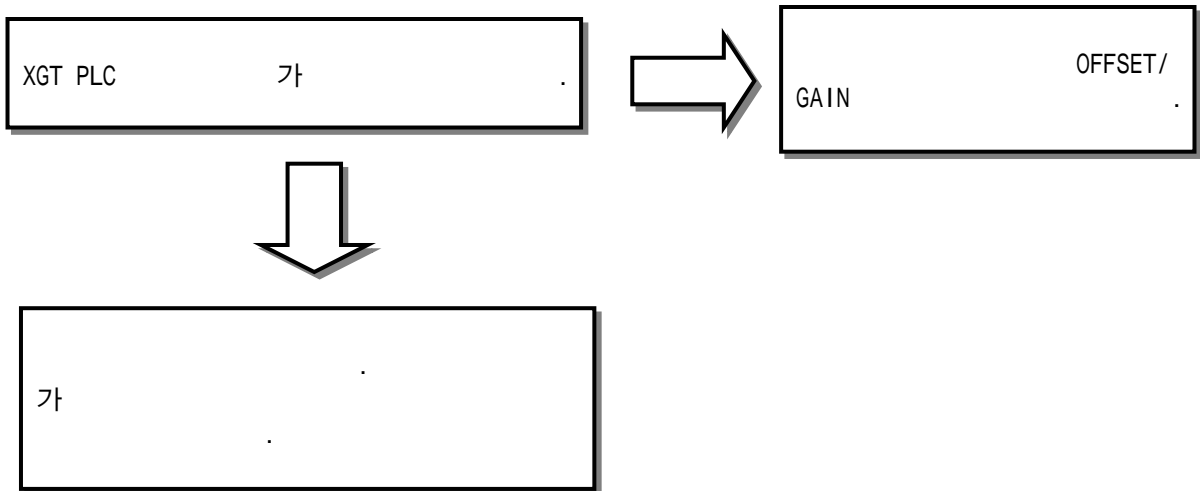 XGT PLC 가 .
OFFSET/
GAIN .
.
가
.